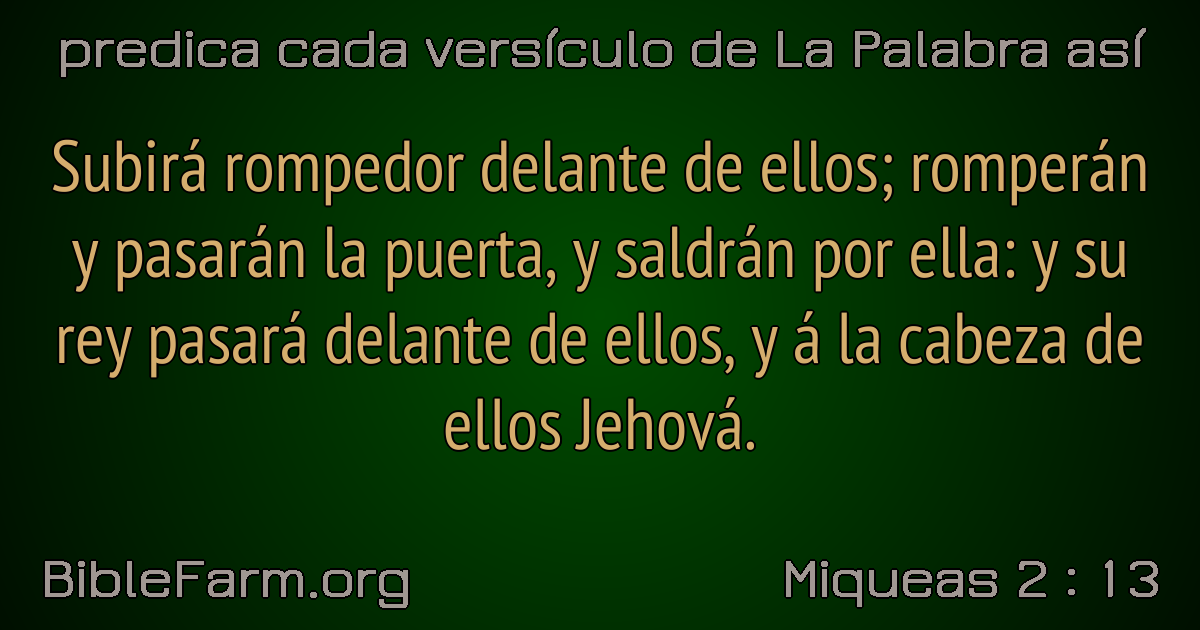 predica cada versículo de La Palabra así
Subirá rompedor delante de ellos; romperán
y pasarán la puerta, y saldrán por ella: y su
rey pasará delante de ellos, y á la cabeza de
ellos Jehová.
BibleFarm.org
Miqueas 2 : 13